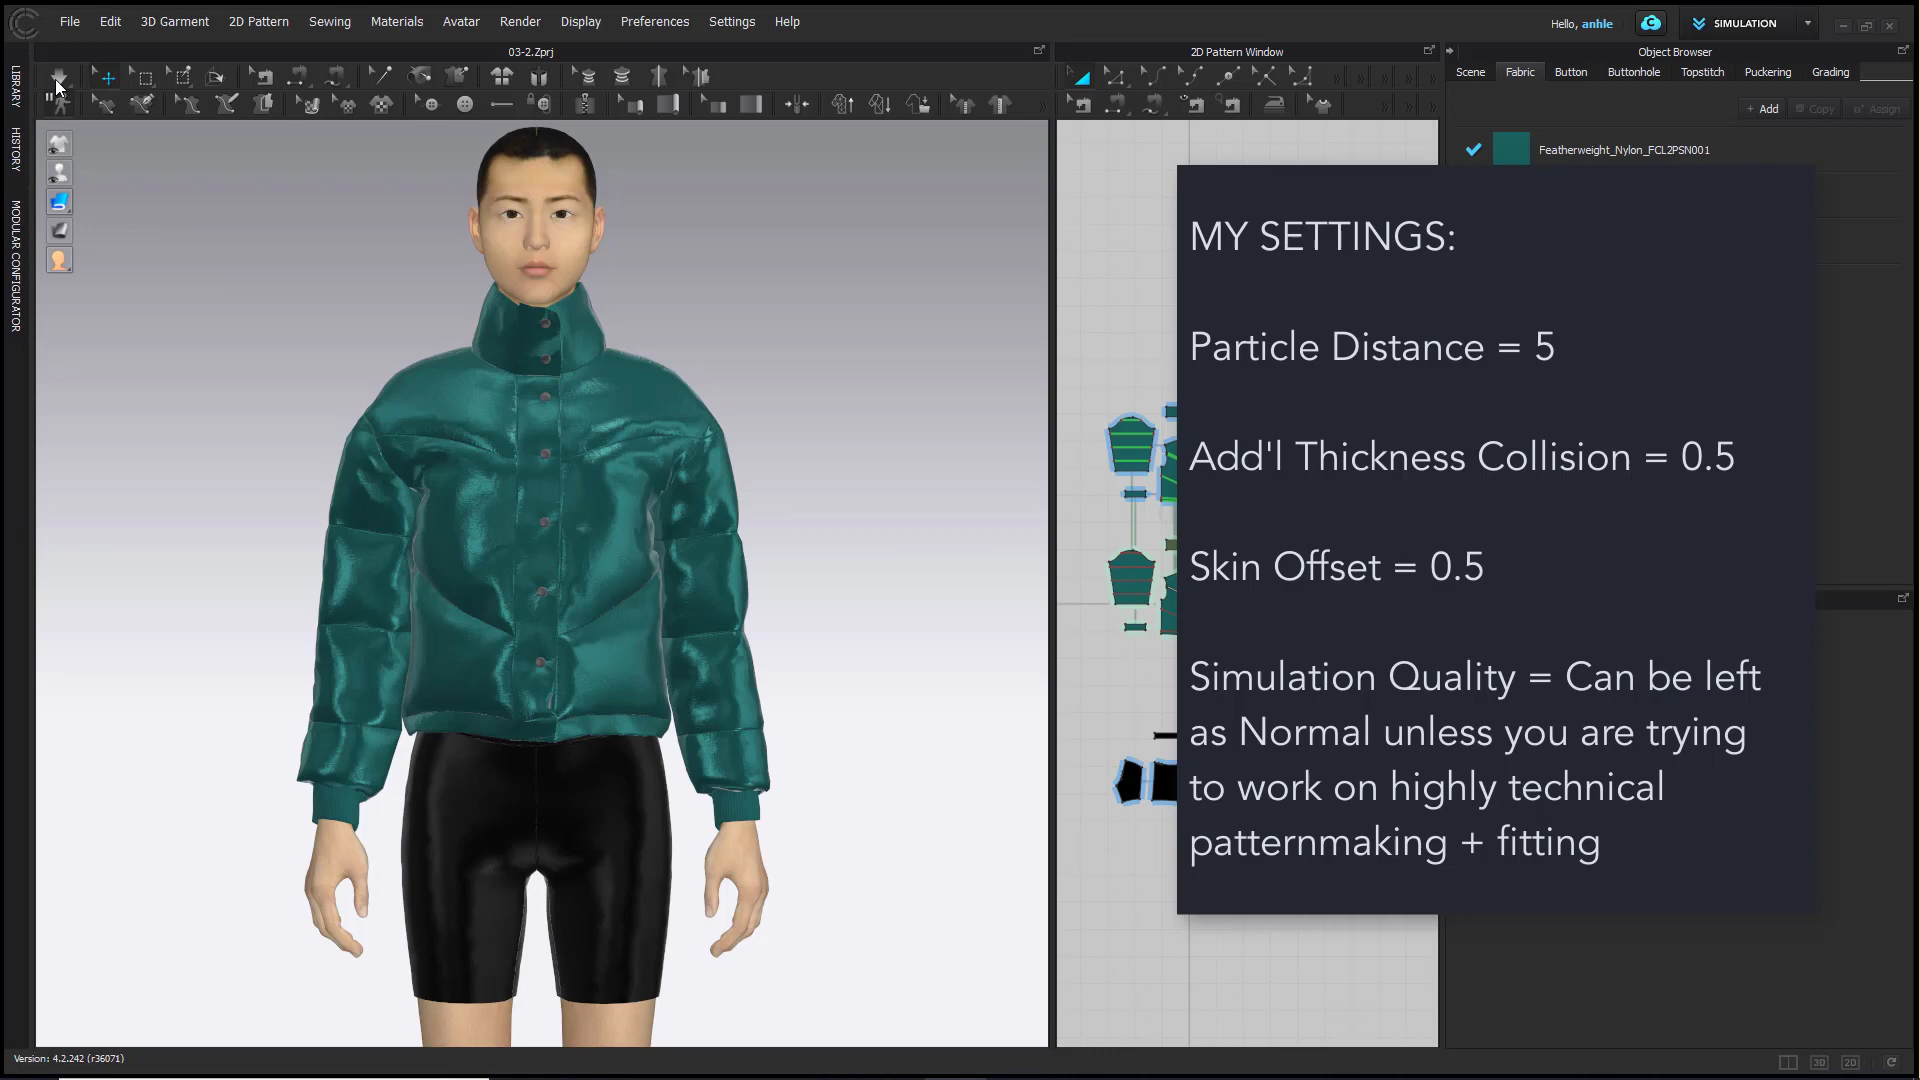 File Edit 3D Garment 2D Pattern Sewing Materials Avatar Render Display Preferences Settings Help
Hello, anhle
SIMULATION
03-2.Zprj
2D Pattern Window
Object Browser
Scene Fabric Button Buttonhole Topstitch Puckering Grading
+ Add Copy + Assign
Featherweight_Nylon_FCL2PSN001
LIBRARY
HISTORY
MODULAR CONFIGURATOR
MY SETTINGS:
Particle Distance = 5
Add'l Thickness Collision = 0.5
Skin Offset = 0.5
Simulation Quality = Can be left
as Normal unless you are trying
to work on highly technical
patternmaking + fitting
Version: 4.2.242 (r36071)
3D 2D